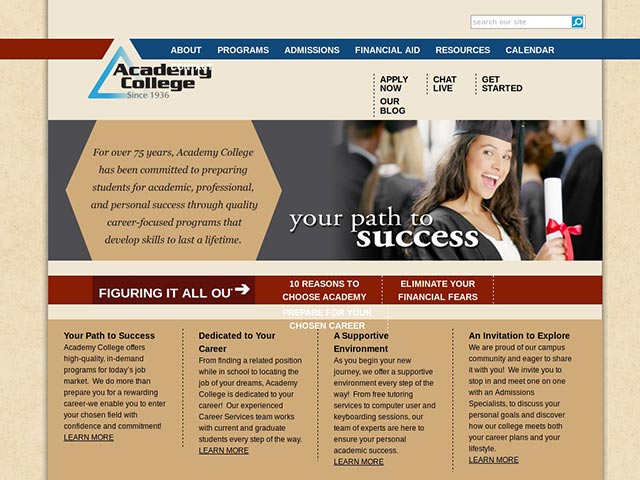 search our site
ABOUT PROGRAMS ADMISSIONS FINANCIAL AID RESOURCES CALENDAR
CONTACT
Academy
College
Since 1936
APPLY NOW
CHAT LIVE
GET STARTED
OUR BLOG
For over 75 years, Academy College
has been committed to preparing
students for academic, professional,
and personal success through quality
career-focused programs that
develop skills to last a lifetime.
your path to
success
FIGURING IT ALL OUT
10 REASONS TO
CHOOSE ACADEMY
ELIMINATE YOUR
FINANCIAL FEARS
PREPARE FOR YOUR
CHOSEN CAREER
Your Path to Success
Academy College offers
high-quality, in-demand
programs for today's job
market. We do more than
prepare you for a rewarding
career-we enable you to enter
your chosen field with
confidence and commitment!
LEARN MORE
Dedicated to Your
Career
From finding a related position
while in school to locating the
job of your dreams, Academy
College is dedicated to your
career! Our experienced
Career Services team works
with current and graduate
students every step of the way.
LEARN MORE
A Supportive
Environment
As you begin your new
journey, we offer a supportive
environment every step of the
way! From free tutoring
services to computer user and
keyboarding sessions, our
team of experts are here to
ensure your personal
academic success.
LEARN MORE
An Invitation to Explore
We are proud of our campus
community and eager to share
it with you! We invite you to
stop in and meet one on one
with an Admissions
Specialists, to discuss your
personal goals and discover
how our college meets both
your career plans and your
lifestyle.
LEARN MORE